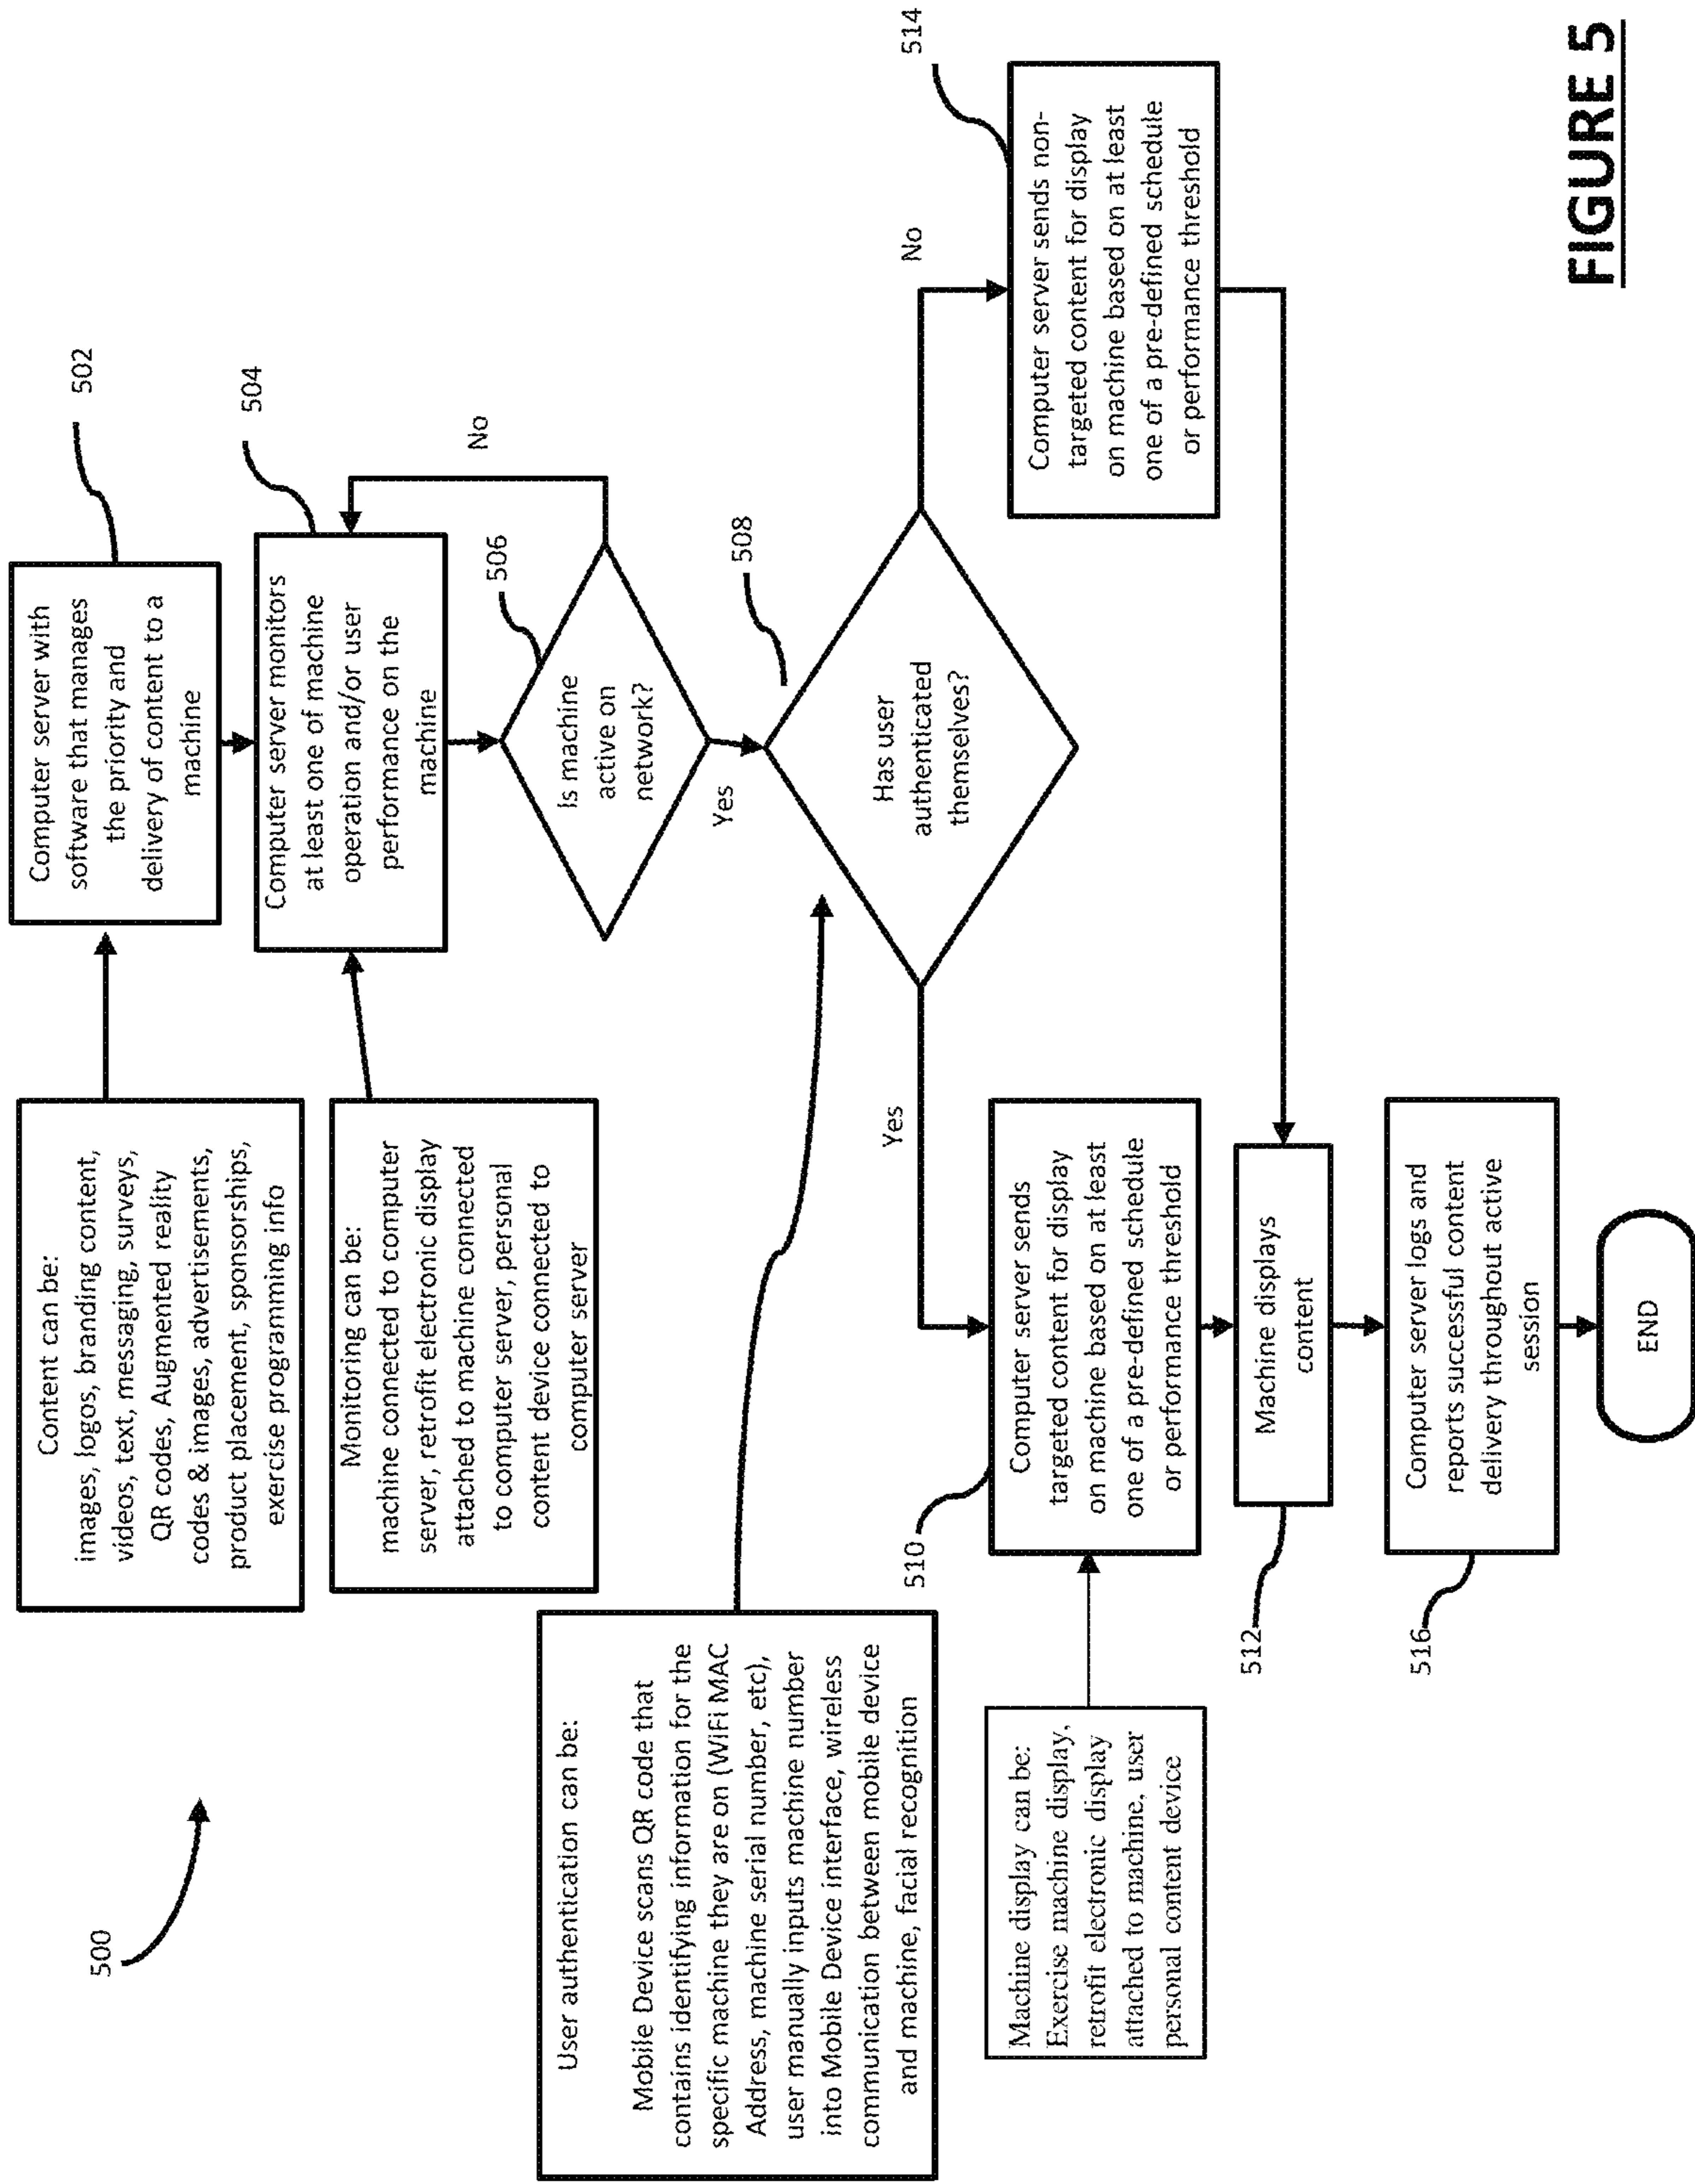 500
Content can be:
images, logos, branding content,
videos, text, messaging, surveys,
QR codes, Augmented reality
codes & images, advertisements,
product placement, sponsorships,
exercise programming info
Computer server with
software that manages
the priority and
delivery of content to a
machine
502
Monitoring can be:
machine connected to computer
server, retrofit electronic display
attached to machine connected
to computer server, personal
content device connected to
computer server
Computer server monitors
at least one of machine
operation and/or user
performance on the
machine
504
Is machine
active on
network?
506
No
Yes
User authentication can be:
Mobile Device scans QR code that
contains identifying information for the
specific machine they are on (WiFi MAC
Address, machine serial number, etc),
user manually inputs machine number
into Mobile Device interface, wireless
communication between mobile device
and machine, facial recognition
Has user
authenticated
themselves?
508
Yes
No
Machine display can be:
Exercise machine display,
retrofit electronic display
attached to machine, user
personal content device
510
Computer server sends
targeted content for display
on machine based on at least
one of a pre-defined schedule
or performance threshold
514
Computer server sends non-
targeted content for display
on machine based on at least
one of a pre-defined schedule
or performance threshold
512
Machine displays
content
516
Computer server logs and
reports successful content
delivery throughout active
session
END
FIGURE 5